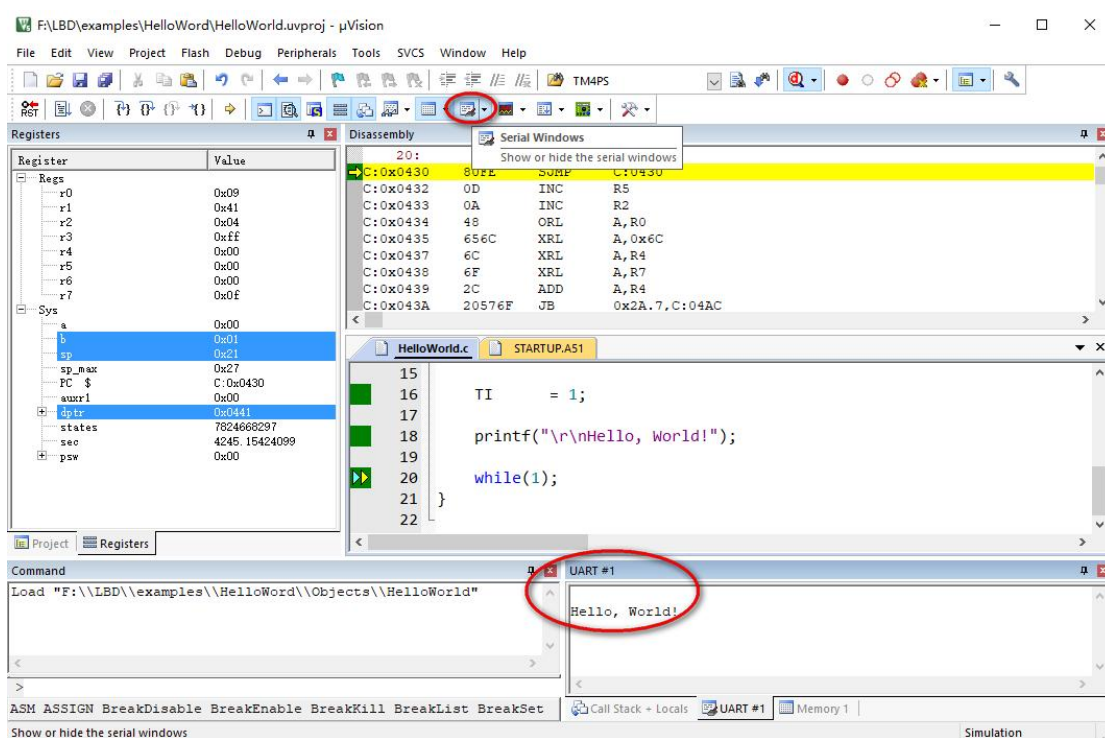 F:\LBD\examples\HelloWord\HelloWorld.uvproj - µVision
File Edit View Project Flash Debug Peripherals Tools SVCS Window Help
TM4PS
RST
Registers
Register Value
Regs
r0 0x09
r1 0x41
r2 0x04
r3 0xff
r4 0x00
r5 0x00
r6 0x00
r7 0x0f
Sys
a 0x00
b 0x01
sp 0x21
sp_max 0x27
PC $ C:0x0430
auxr1 0x00
dptr 0x0441
states 7824668297
sec 4245.15424099
psw 0x00
Project Registers
Disassembly
Serial Windows
Show or hide the serial windows
20:
C:0x0430 80FE SJMP C:0430
C:0x0432 0D INC R5
C:0x0433 0A INC R2
C:0x0434 48 ORL A,R0
C:0x0435 656C XRL A,0x6C
C:0x0437 6C XRL A,R4
C:0x0438 6F XRL A,R7
C:0x0439 2C ADD A,R4
C:0x043A 20576F JB 0x2A.7,C:04AC
HelloWorld.c STARTUP.A51
15
16 TI = 1;
17
18 printf("\r\nHello, World!");
19
20 while(1);
21 }
22
Command
Load "F:\\LBD\\examples\\HelloWord\\Objects\\HelloWorld"
>
ASM ASSIGN BreakDisable BreakEnable BreakKill BreakList BreakSet
UART #1
Hello, World!
Call Stack + Locals UART #1 Memory 1
Show or hide the serial windows Simulation